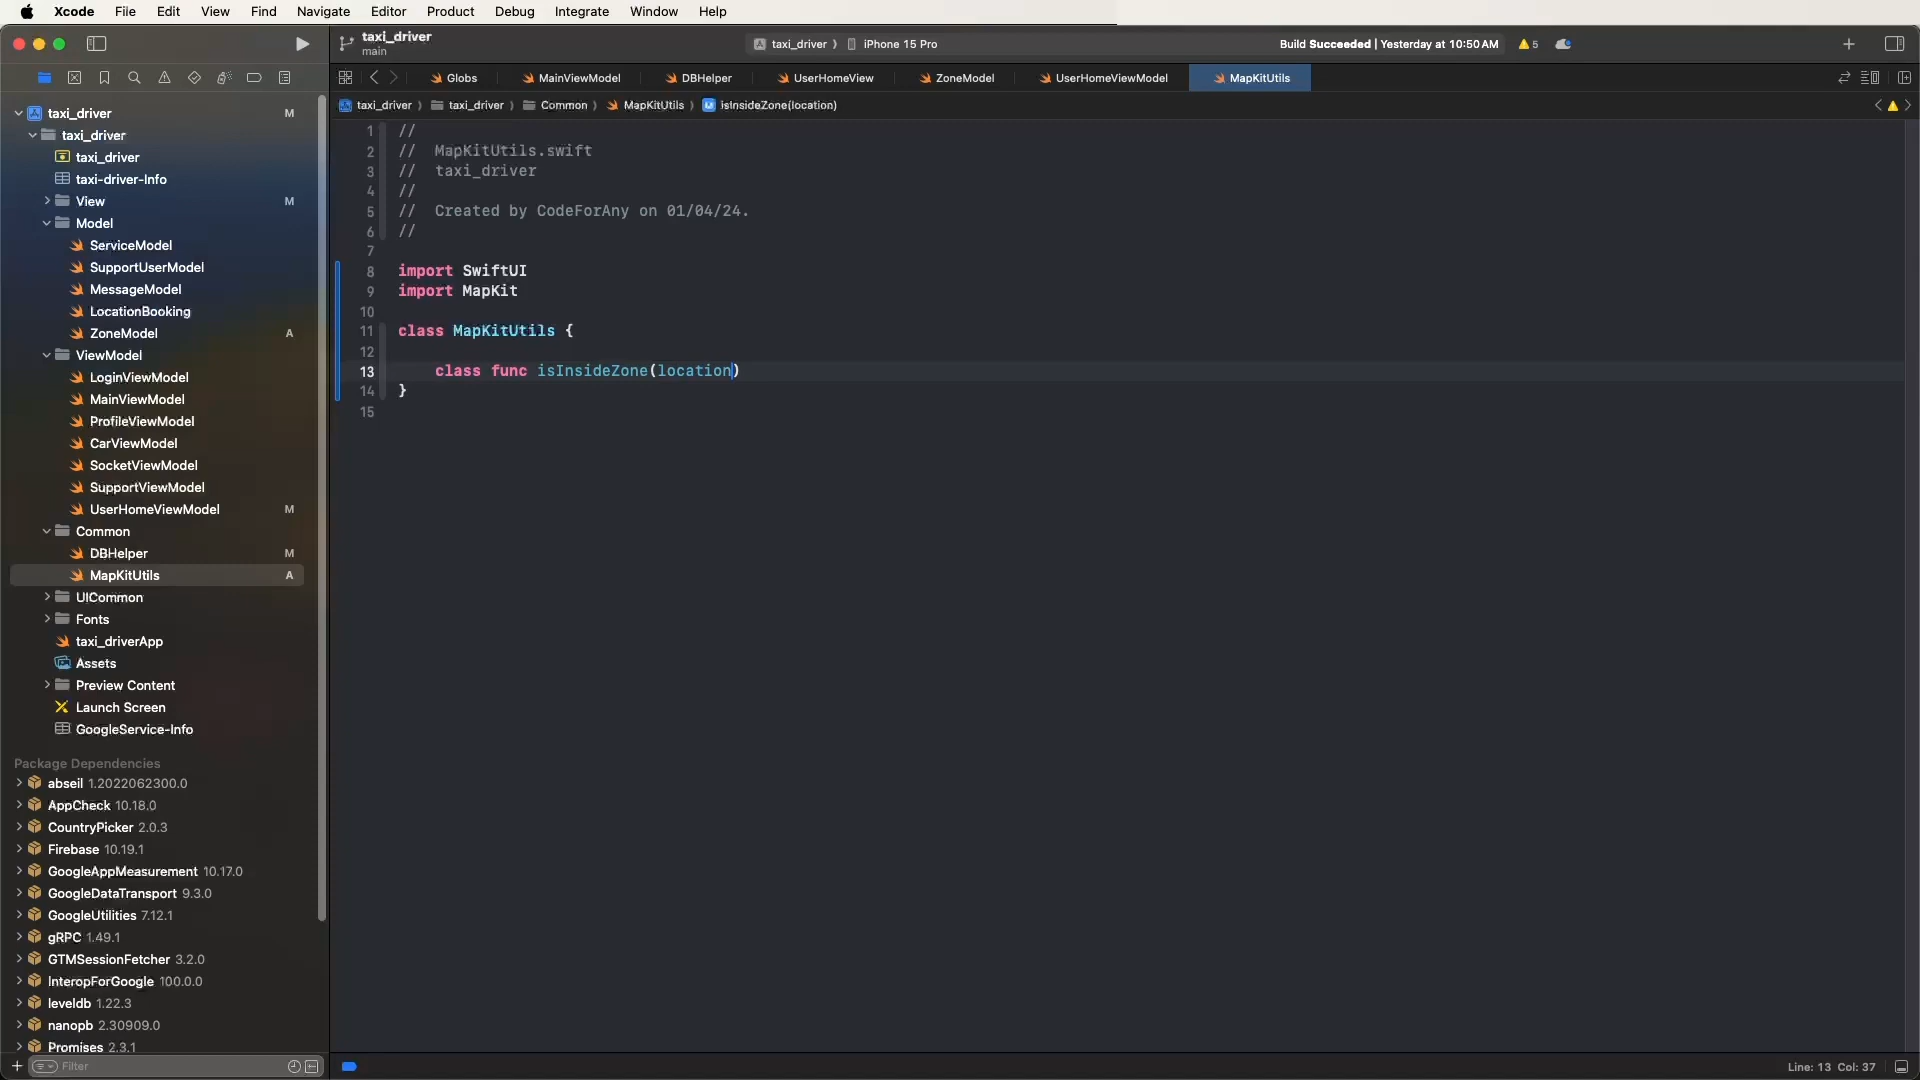 Xcode File Edit View Find Navigate Editor Product Debug Integrate Window Help
taxi_driver
main
taxi_driver iPhone 15 Pro
Build Succeeded | Yesterday at 10:50 AM
5
Globs MainViewModel DBHelper UserHomeView ZoneModel UserHomeViewModel MapKitUtils
taxi_driver taxi_driver Common MapKitUtils isInsideZone(location)
taxi_driver M
taxi_driver
taxi_driver
taxi-driver-Info
View M
Model
ServiceModel
SupportUserModel
MessageModel
LocationBooking
ZoneModel A
ViewModel
LoginViewModel
MainViewModel
ProfileViewModel
CarViewModel
SocketViewModel
SupportViewModel
UserHomeViewModel M
Common
DBHelper M
MapKitUtils A
UICommon
Fonts
taxi_driverApp
Assets
Preview Content
Launch Screen
GoogleService-Info
Package Dependencies
abseil 1.2022062300.0
AppCheck 10.18.0
CountryPicker 2.0.3
Firebase 10.19.1
GoogleAppMeasurement 10.17.0
GoogleDataTransport 9.3.0
GoogleUtilities 7.12.1
gRPC 1.49.1
GTMSessionFetcher 3.2.0
InteropForGoogle 100.0.0
leveldb 1.22.3
nanopb 2.30909.0
Promises 2.3.1
Filter
1 //
2 // MapKitUtils.swift
3 // taxi_driver
4 //
5 // Created by CodeForAny on 01/04/24.
6 //
7
8 import SwiftUI
9 import MapKit
10
11 class MapKitUtils {
12
13 class func isInsideZone(location)
14 }
15
Line: 13 Col: 37